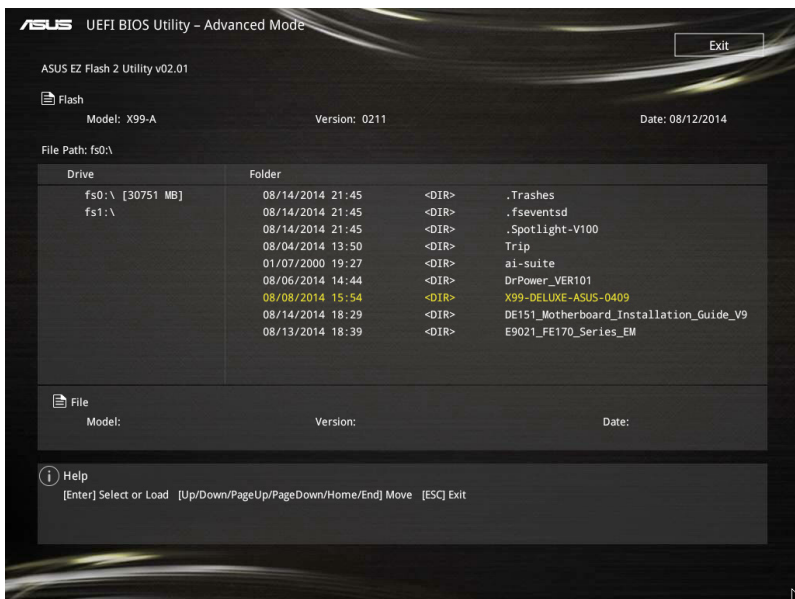 ASUS UEFI BIOS Utility – Advanced Mode
Exit
ASUS EZ Flash 2 Utility v02.01
Flash
Model: X99-A Version: 0211 Date: 08/12/2014
File Path: fs0:\
Drive Folder
fs0:\ [30751 MB] 08/14/2014 21:45 <DIR> .Trashes
fs1:\ 08/14/2014 21:45 <DIR> .fseventsd
08/14/2014 21:45 <DIR> .Spotlight-V100
08/04/2014 13:50 <DIR> Trip
01/07/2000 19:27 <DIR> ai-suite
08/06/2014 14:44 <DIR> DrPower_VER101
08/08/2014 15:54 <DIR> X99-DELUXE-ASUS-0409
08/14/2014 18:29 <DIR> DE151_Motherboard_Installation_Guide_V9
08/13/2014 18:39 <DIR> E9021_FE170_Series_EM
File
Model: Version: Date:
Help
[Enter] Select or Load [Up/Down/PageUp/PageDown/Home/End] Move [ESC] Exit